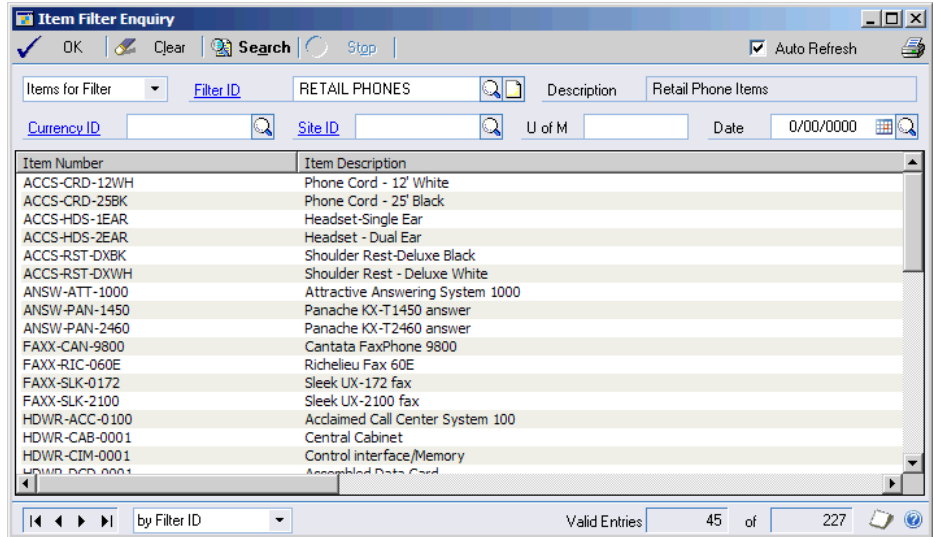 Item Filter Enquiry
OK Clear Search Stop Auto Refresh
Items for Filter Filter ID RETAIL PHONES Description Retail Phone Items
Currency ID Site ID U of M Date 0/00/0000
Item Number Item Description
ACCS-CRD-12WH Phone Cord - 12' White
ACCS-CRD-25BK Phone Cord - 25' Black
ACCS-HDS-1EAR Headset-Single Ear
ACCS-HDS-2EAR Headset - Dual Ear
ACCS-RST-DXBK Shoulder Rest-Deluxe Black
ACCS-RST-DXWH Shoulder Rest - Deluxe White
ANSW-ATT-1000 Attractive Answering System 1000
ANSW-PAN-1450 Panache KX-T1450 answer
ANSW-PAN-2460 Panache KX-T2460 answer
FAXX-CAN-9800 Cantata FaxPhone 9800
FAXX-RIC-060E Richelieu Fax 60E
FAXX-SLK-0172 Sleek UX-172 fax
FAXX-SLK-2100 Sleek UX-2100 fax
HDWR-ACC-0100 Acclaimed Call Center System 100
HDWR-CAB-0001 Central Cabinet
HDWR-CIM-0001 Control interface/Memory
HDWR-DCD-0001 Assembled Data Card
by Filter ID Valid Entries 45 of 227